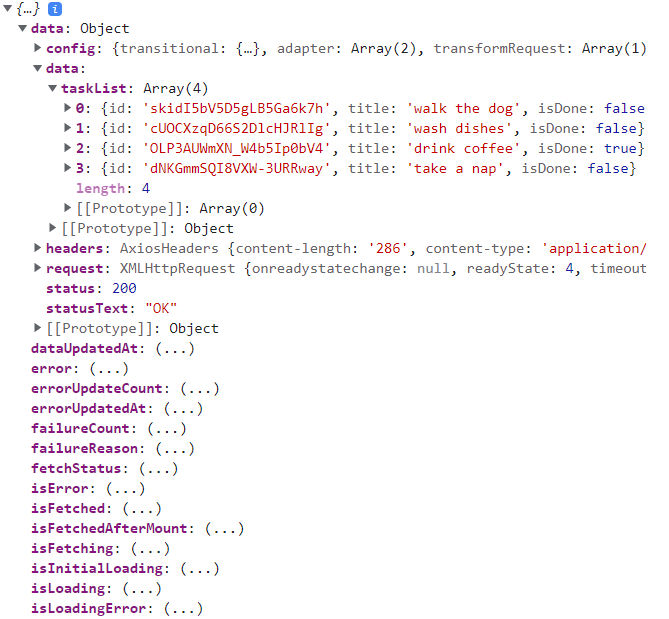 {…} i
data: Object
config: {transitional: {…}, adapter: Array(2), transformRequest: Array(1)
data:
taskList: Array(4)
0: {id: 'skidI5bV5D5gLB5Ga6k7h', title: 'walk the dog', isDone: false
1: {id: 'cUOCXzqD66S2DlcHJRlIg', title: 'wash dishes', isDone: false}
2: {id: 'OLP3AUWmXN_W4b5Ip0bV4', title: 'drink coffee', isDone: true}
3: {id: 'dNKGmmSQI8VXW-3URRway', title: 'take a nap', isDone: false}
length: 4
[[Prototype]]: Array(0)
[[Prototype]]: Object
headers: AxiosHeaders {content-length: '286', content-type: 'application/
request: XMLHttpRequest {onreadystatechange: null, readyState: 4, timeout
status: 200
statusText: "OK"
[[Prototype]]: Object
dataUpdatedAt: (...)
error: (...)
errorUpdateCount: (...)
errorUpdatedAt: (...)
failureCount: (...)
failureReason: (...)
fetchStatus: (...)
isError: (...)
isFetched: (...)
isFetchedAfterMount: (...)
isFetching: (...)
isInitialLoading: (...)
isLoading: (...)
isLoadingError: (...)